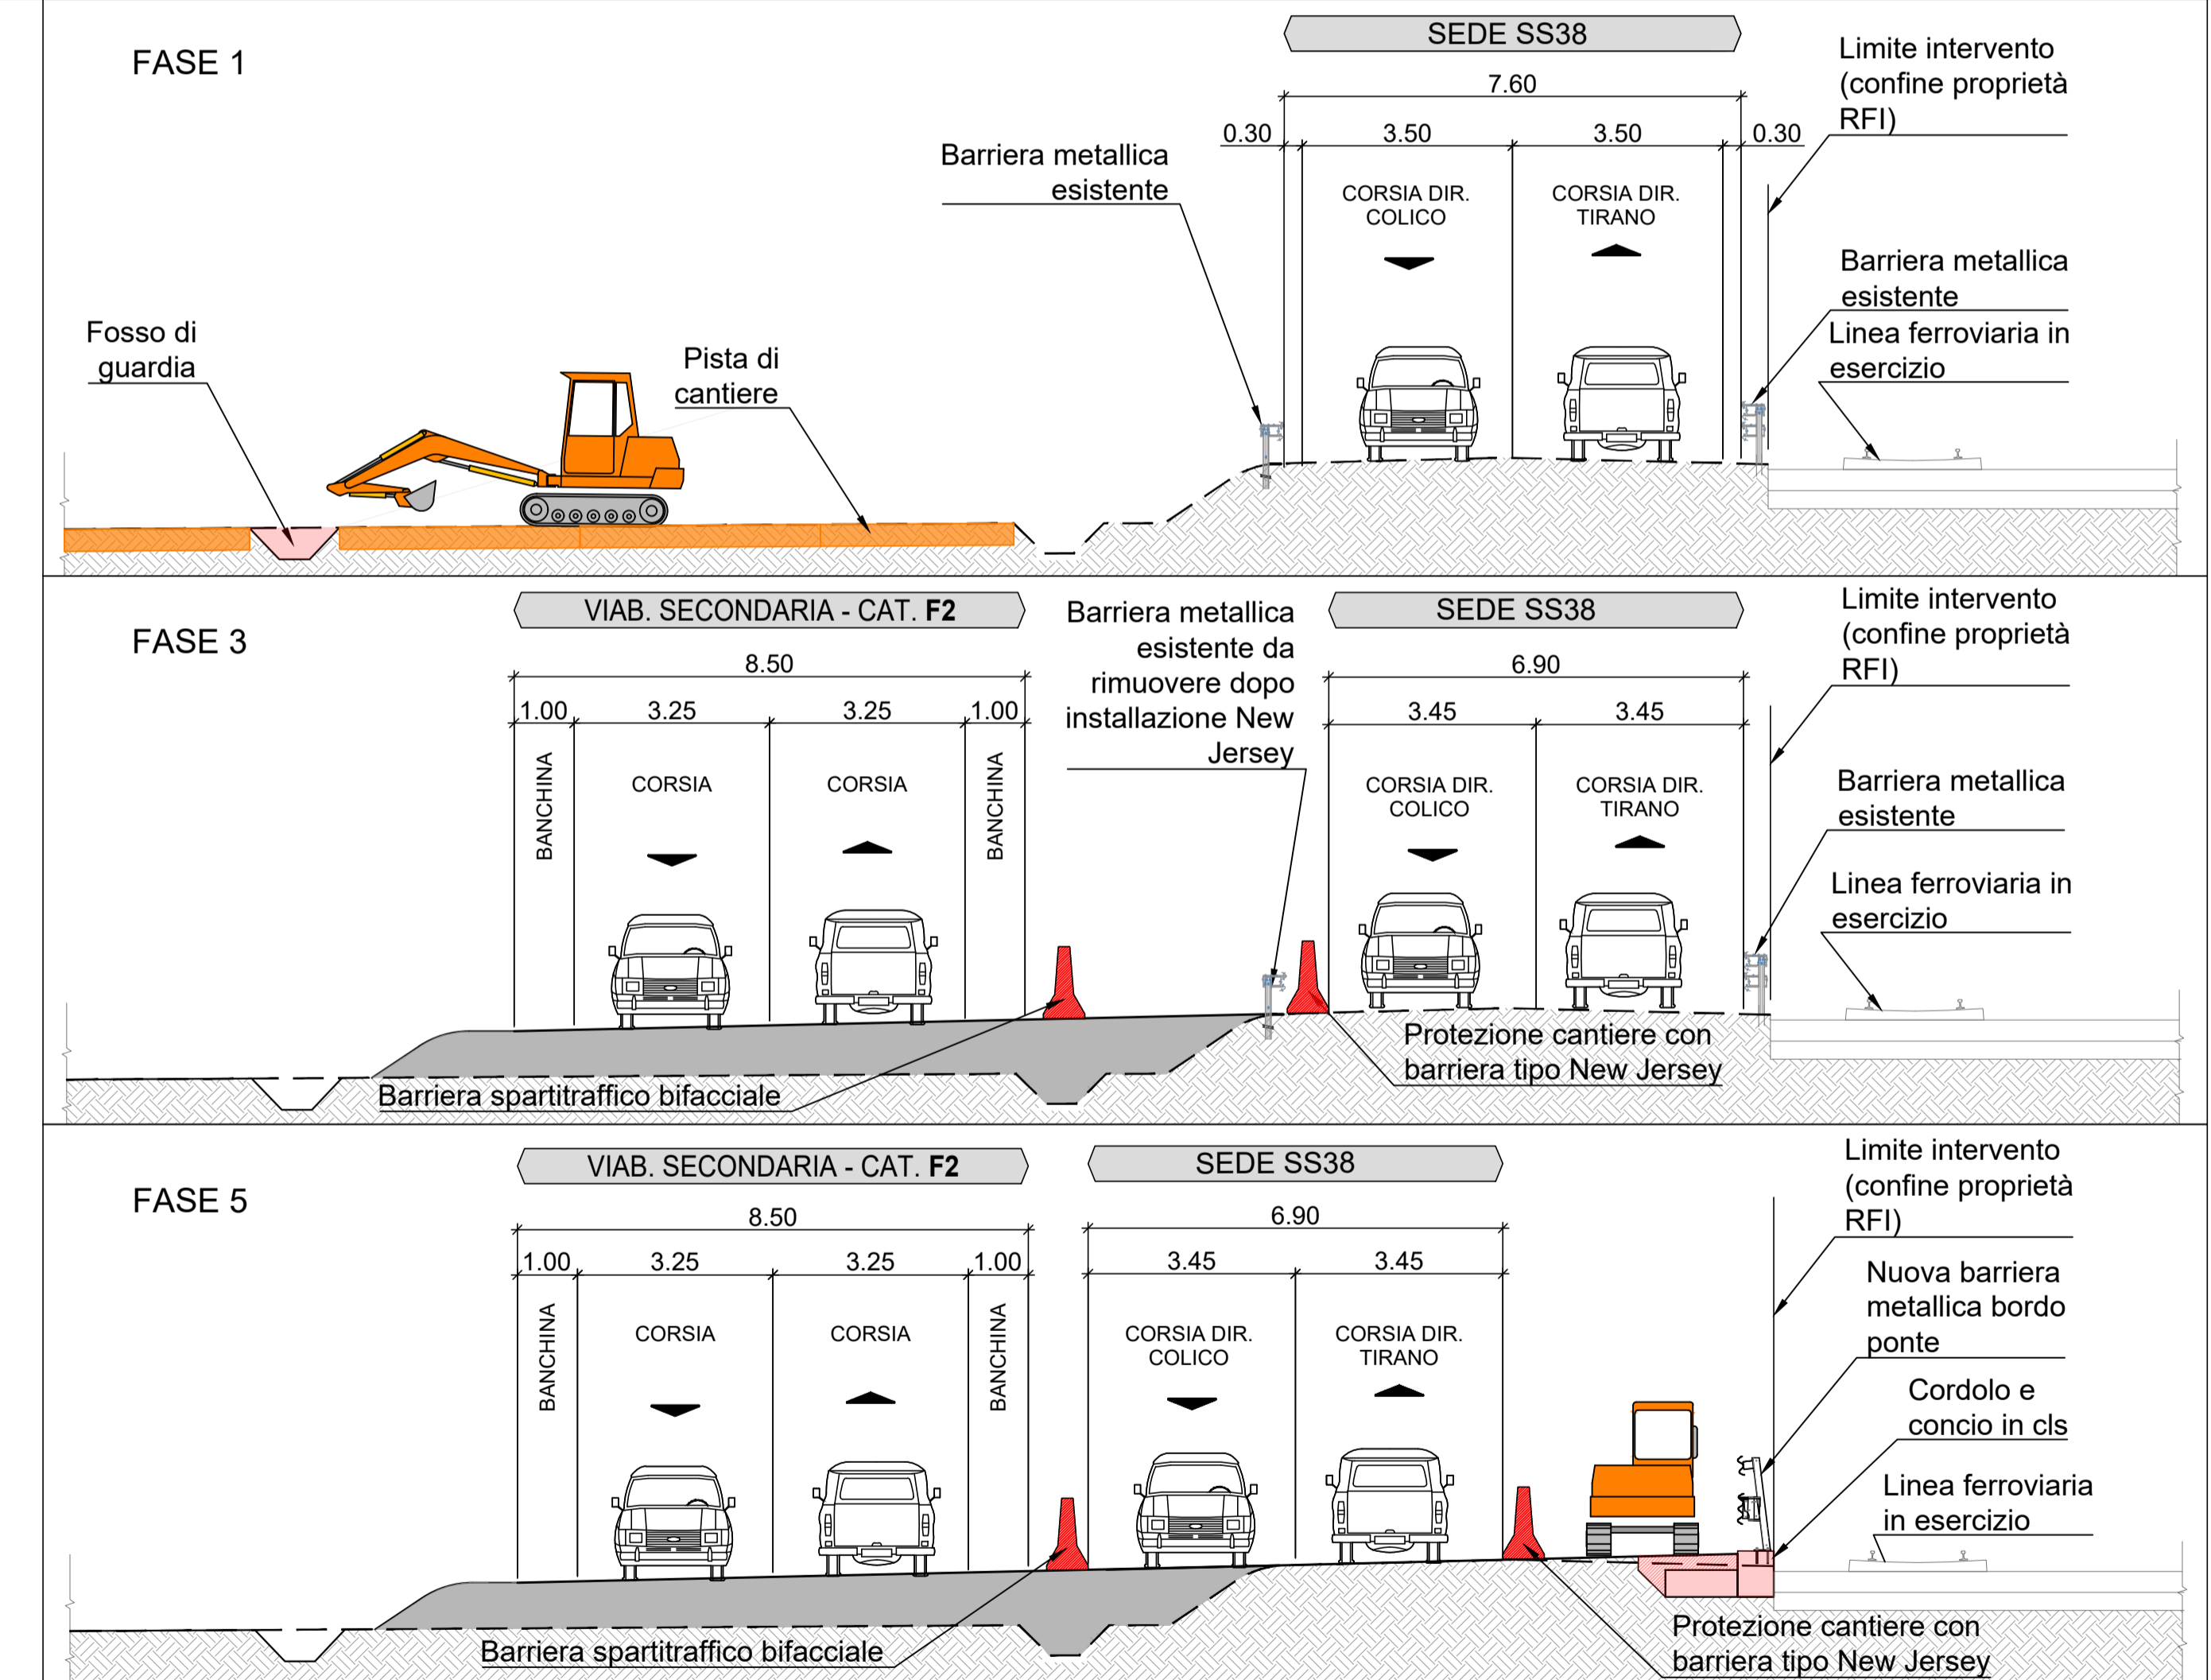 FASE 1
SEDE SS38
7.60
0.30
3.50
3.50
0.30
CORSIA DIR.
COLICO
CORSIA DIR.
TIRANO
Barriera metallica
esistente
Limite intervento
(confine proprietà
RFI)
Barriera metallica
esistente
Linea ferroviaria in
esercizio
Fosso di
guardia
Pista di
cantiere
FASE 3
VIAB. SECONDARIA - CAT. F2
8.50
1.00
3.25
3.25
1.00
BANCHINA
CORSIA
CORSIA
BANCHINA
Barriera metallica
esistente da
rimuovere dopo
installazione New
Jersey
SEDE SS38
6.90
3.45
3.45
CORSIA DIR.
COLICO
CORSIA DIR.
TIRANO
Limite intervento
(confine proprietà
RFI)
Barriera metallica
esistente
Linea ferroviaria in
esercizio
Protezione cantiere con
barriera tipo New Jersey
Barriera spartitraffico bifacciale
FASE 5
VIAB. SECONDARIA - CAT. F2
8.50
1.00
3.25
3.25
1.00
BANCHINA
CORSIA
CORSIA
BANCHINA
SEDE SS38
6.90
3.45
3.45
CORSIA DIR.
COLICO
CORSIA DIR.
TIRANO
Limite intervento
(confine proprietà
RFI)
Nuova barriera
metallica bordo
ponte
Cordolo e
concio in cls
Linea ferroviaria
in esercizio
Protezione cantiere con
barriera tipo New Jersey
Barriera spartitraffico bifacciale